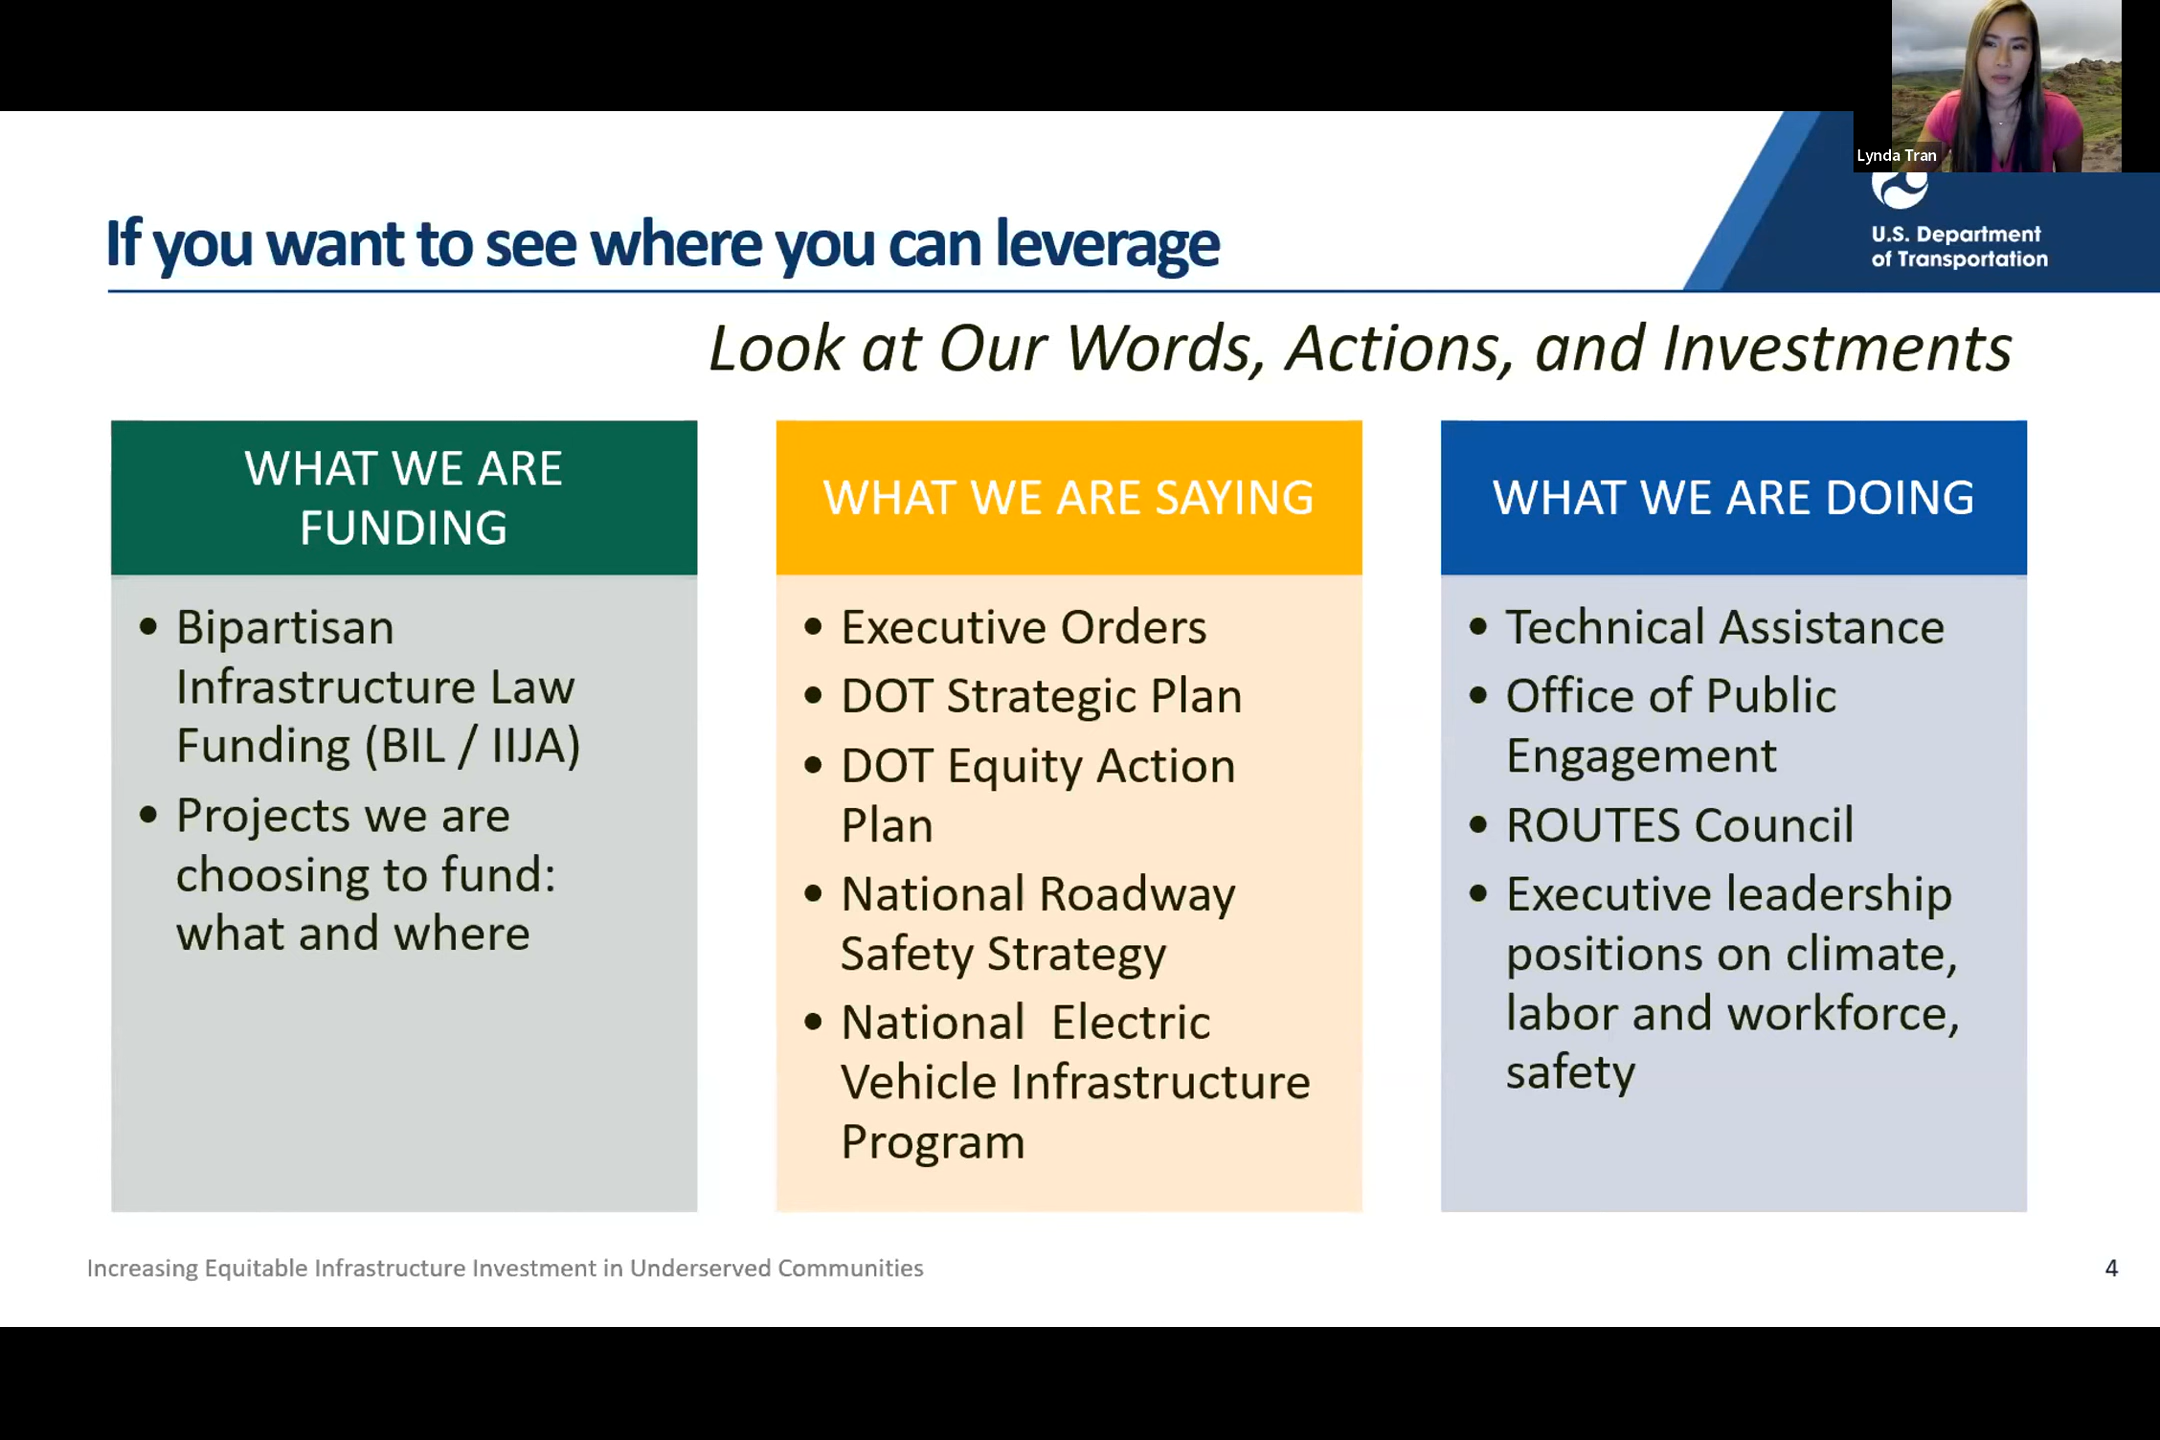 Lynda Tran
U.S. Department
of Transportation
If you want to see where you can leverage
Look at Our Words, Actions, and Investments
WHAT WE ARE
FUNDING
• Bipartisan
Infrastructure Law
Funding (BIL / IIJA)
• Projects we are
choosing to fund:
what and where
WHAT WE ARE SAYING
• Executive Orders
• DOT Strategic Plan
• DOT Equity Action
Plan
• National Roadway
Safety Strategy
• National  Electric
Vehicle Infrastructure
Program
WHAT WE ARE DOING
• Technical Assistance
• Office of Public
Engagement
• ROUTES Council
• Executive leadership
positions on climate,
labor and workforce,
safety
Increasing Equitable Infrastructure Investment in Underserved Communities
4